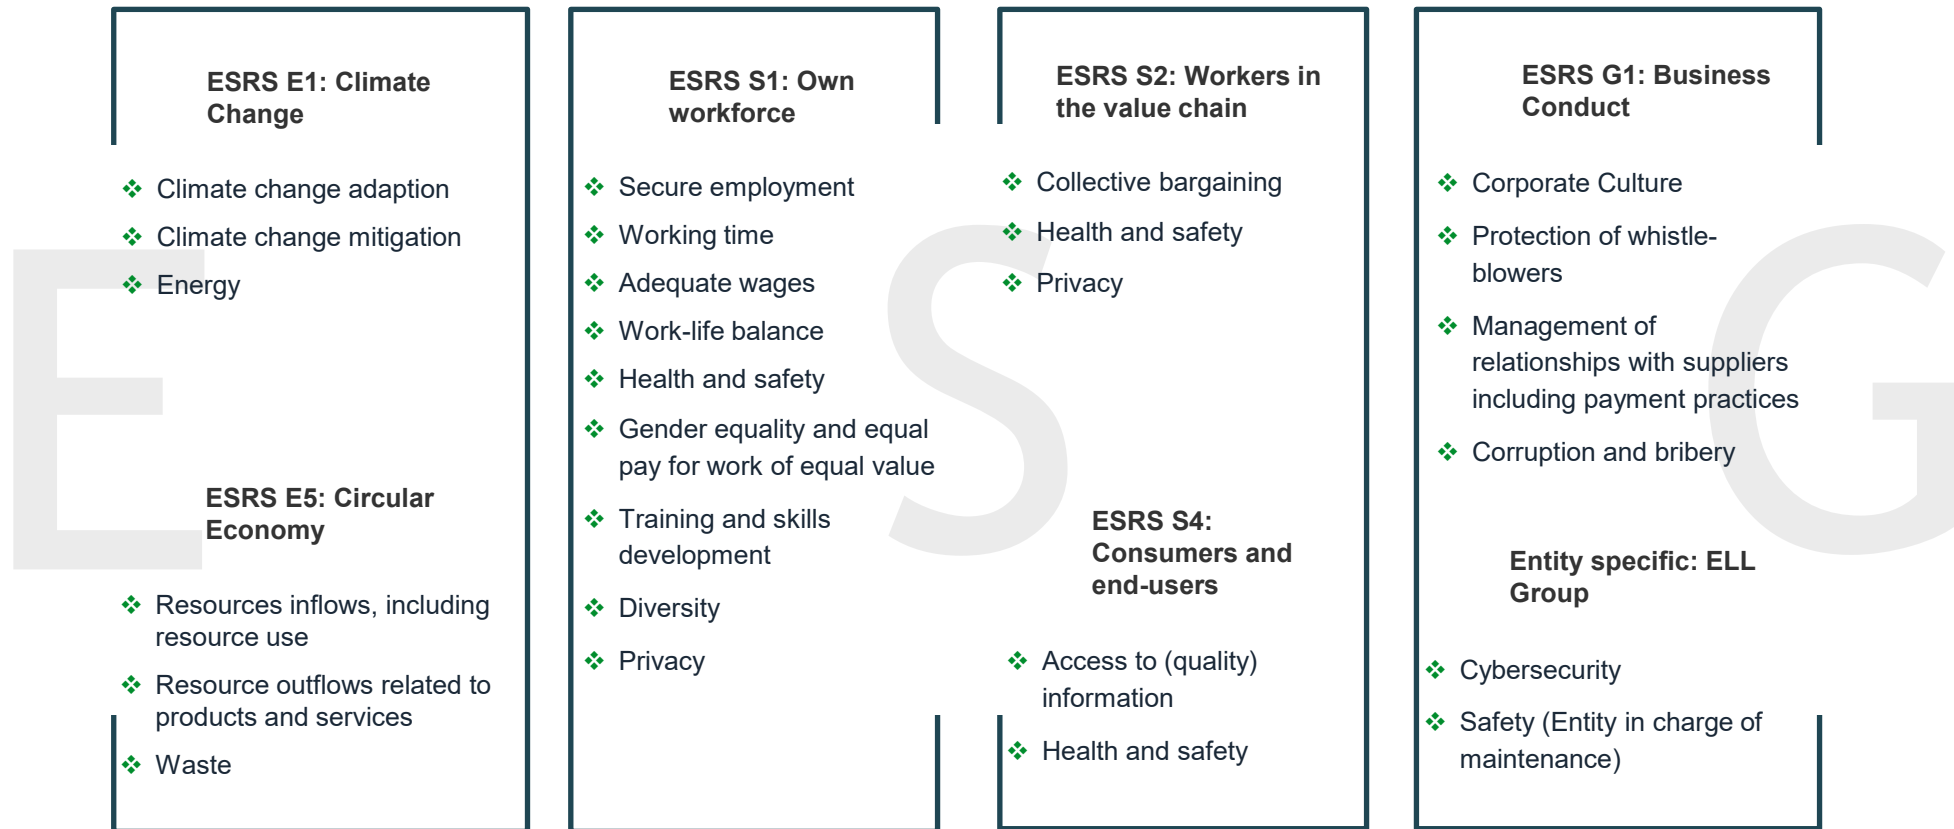 ESRS E1: Climate
Change
❖ Climate change adaption
❖ Climate change mitigation
❖ Energy
ESRS E5: Circular
Economy
❖ Resources inflows, including
resource use
❖ Resource outflows related to
products and services
❖ Waste
E
ESRS S1: Own
workforce
❖ Secure employment
❖ Working time
❖ Adequate wages
❖ Work-life balance
❖ Health and safety
❖ Gender equality and equal
pay for work of equal value
❖ Training and skills
development
❖ Diversity
❖ Privacy
S
ESRS S2: Workers in
the value chain
❖ Collective bargaining
❖ Health and safety
❖ Privacy
ESRS S4:
Consumers and
end-users
❖ Access to (quality)
information
❖ Health and safety
ESRS G1: Business
Conduct
❖ Corporate Culture
❖ Protection of whistle-
blowers
❖ Management of
relationships with suppliers
including payment practices
❖ Corruption and bribery
Entity specific: ELL
Group
❖ Cybersecurity
❖ Safety (Entity in charge of
maintenance)
G